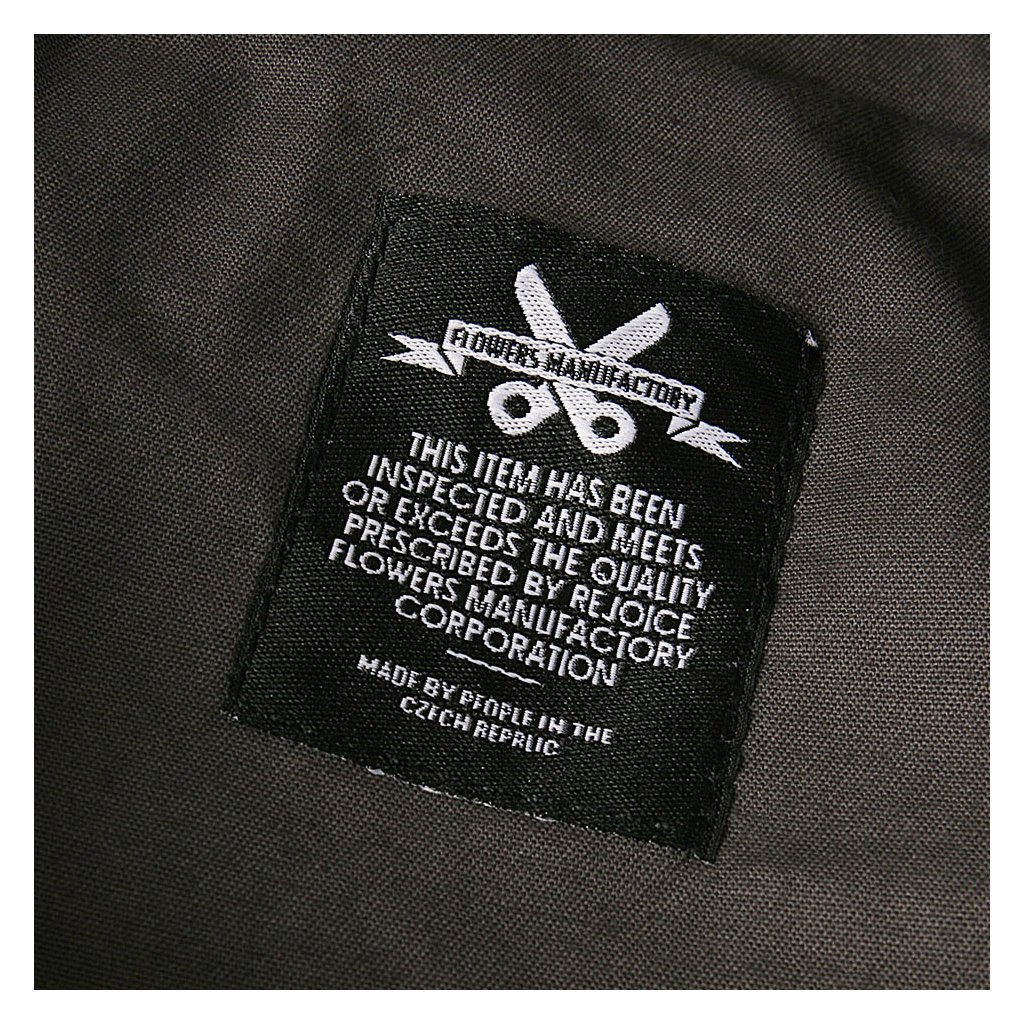 FLOWERS MANUFACTORY
THIS ITEM HAS BEEN
INSPECTED AND MEETS
OR EXCEEDS THE QUALITY
PRESCRIBED BY REJOICE
FLOWERS MANUFACTORY
CORPORATION
MADE BY PEOPLE IN THE
CZECH REPRLIC